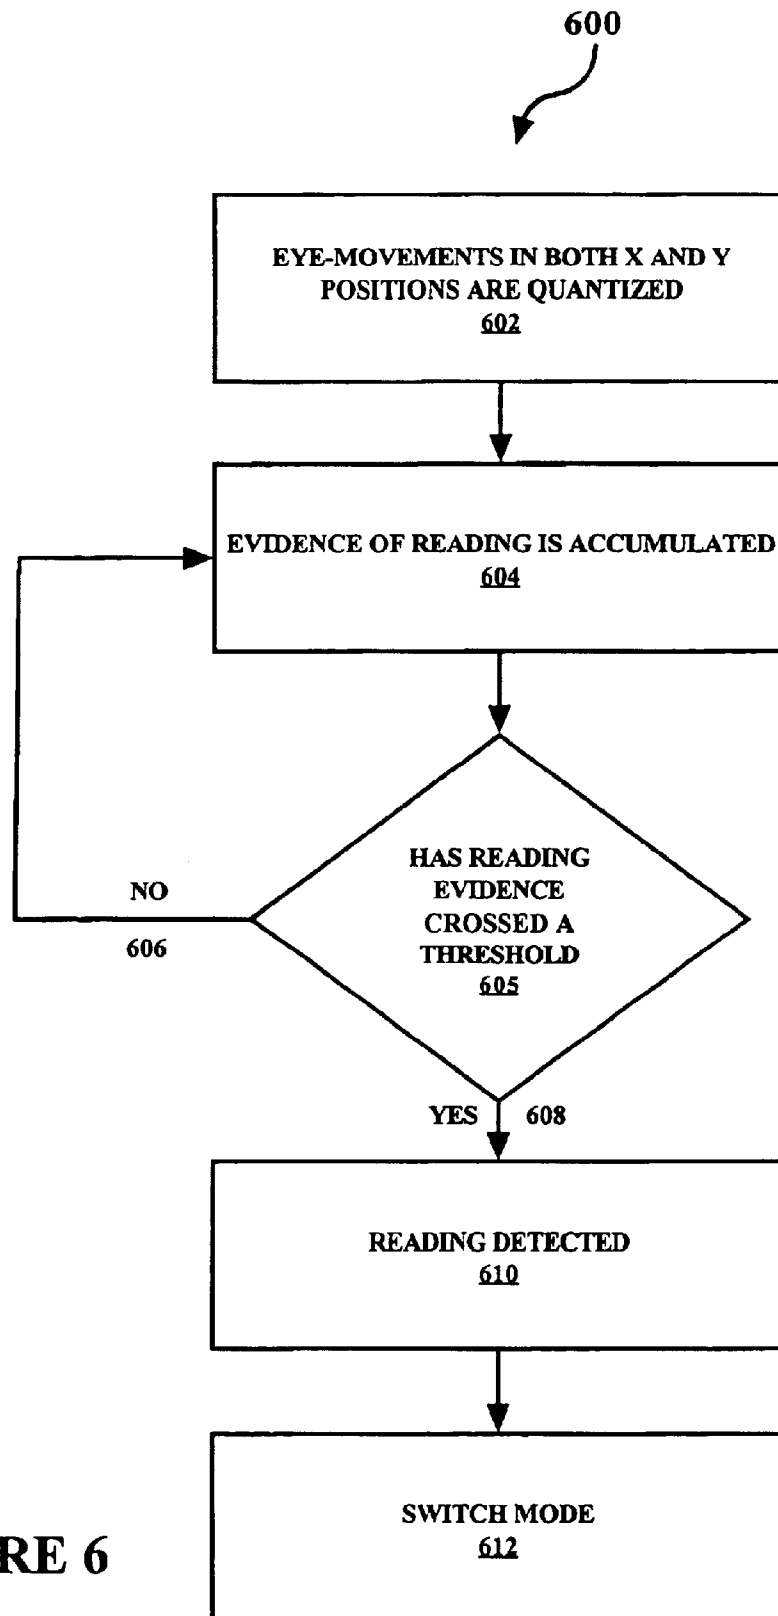 600
EYE-MOVEMENTS IN BOTH X AND Y
POSITIONS ARE QUANTIZED
602
EVIDENCE OF READING IS ACCUMULATED
604
HAS READING
EVIDENCE
CROSSED A
THRESHOLD
605
NO
606
YES 608
READING DETECTED
610
SWITCH MODE
612
RE 6